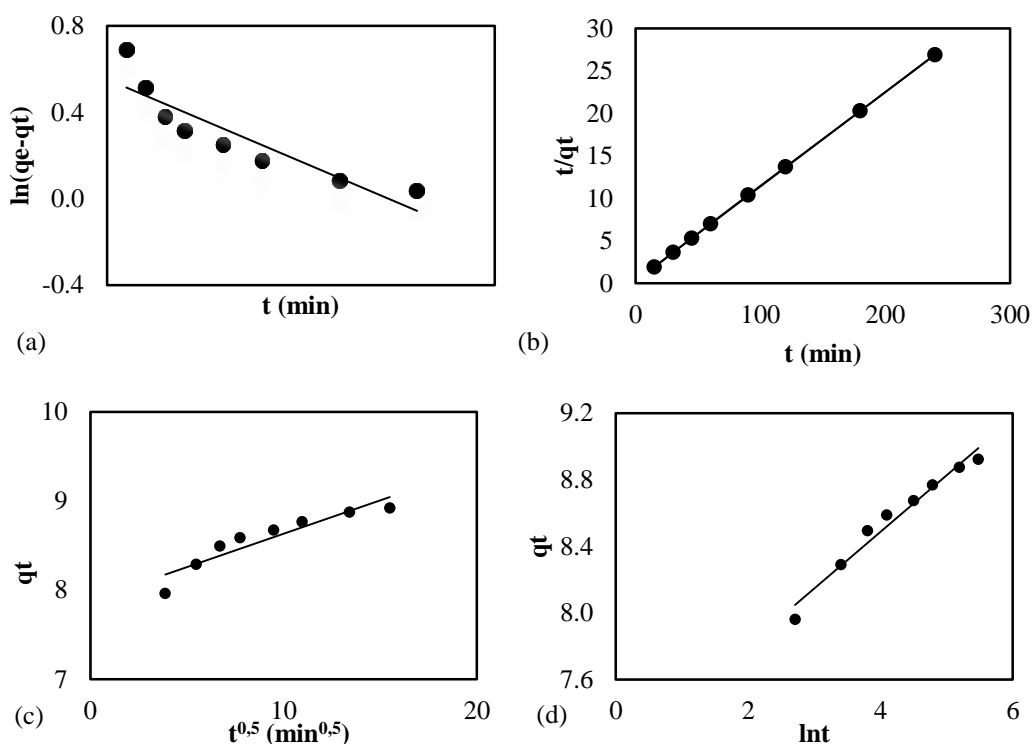 0.8
0.4
0.0
-0.4
ln(qe-qt)
t (min)
(a)
30
25
20
15
10
5
0
t/qt
0 100 200 300
t (min)
(b)
10
9
8
7
qt
0 10 20
t^0,5 (min^0,5)
(c)
9.2
8.8
8.4
8.0
7.6
qt
0 2 4 6
lnt
(d)